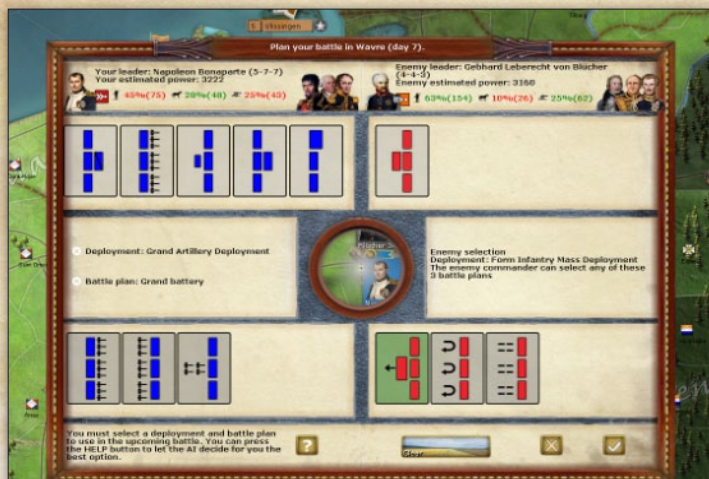 5 Vlissingen
Plan your battle in Wavre (day 7).
Your leader: Napoleon Bonaparte (5-7-7)
Your estimated power: 3222
45%(75) 28%(48) 25%(43)
Enemy leader: Gebhard Leberecht von Blücher
(4-4-3)
Enemy estimated power: 3160
63%(154) 10%(26) 25%(62)
Deployment: Grand Artillery Deployment
Battle plan: Grand battery
Enemy selection
Deployment: Form Infantry Mass Deployment
The enemy commander can select any of these
3 battle plans
You must select a deployment and battle plan
to use in the upcoming battle. You can press
the HELP button to let the AI decide for you the
best option.
?
Clear